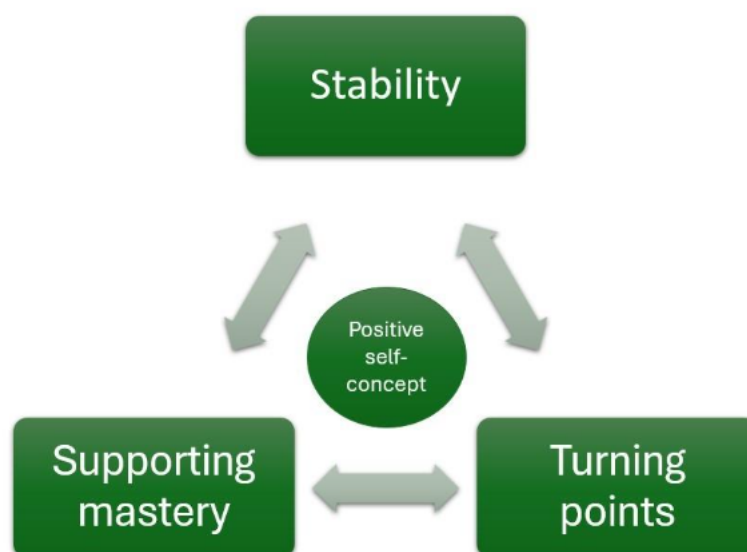 Stability
Positive
self-
concept
Supporting
mastery
Turning
points